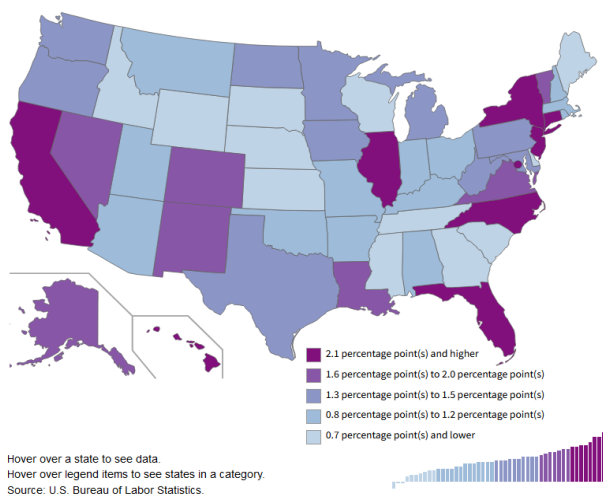 2.1 percentage point(s) and higher
1.6 percentage point(s) to 2.0 percentage point(s)
1.3 percentage point(s) to 1.5 percentage point(s)
0.8 percentage point(s) to 1.2 percentage point(s)
0.7 percentage point(s) and lower
Hover over a state to see data.
Hover over legend items to see states in a category.
Source: U.S. Bureau of Labor Statistics.